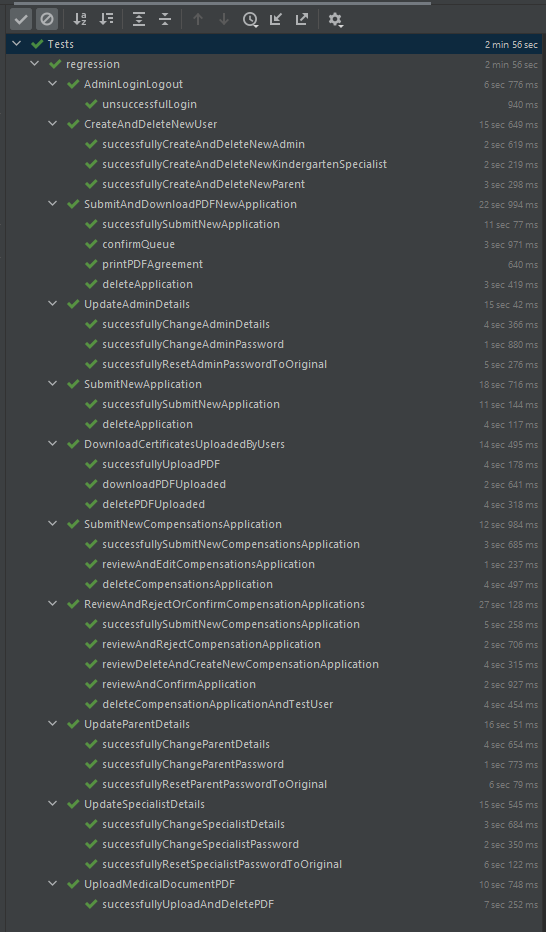 Tests 2 min 56 sec
regression 2 min 56 sec
AdminLoginLogout 6 sec 776 ms
unsuccessfulLogin 940 ms
CreateAndDeleteNewUser 15 sec 649 ms
successfullyCreateAndDeleteNewAdmin 2 sec 619 ms
successfullyCreateAndDeleteNewKindergartenSpecialist 2 sec 219 ms
successfullyCreateAndDeleteNewParent 3 sec 298 ms
SubmitAndDownloadPDFNewApplication 22 sec 994 ms
successfullySubmitNewApplication 11 sec 77 ms
confirmQueue 3 sec 971 ms
printPDFAgreement 640 ms
deleteApplication 3 sec 419 ms
UpdateAdminDetails 15 sec 42 ms
successfullyChangeAdminDetails 4 sec 366 ms
successfullyChangeAdminPassword 1 sec 880 ms
successfullyResetAdminPasswordToOriginal 5 sec 276 ms
SubmitNewApplication 18 sec 716 ms
successfullySubmitNewApplication 11 sec 144 ms
deleteApplication 4 sec 117 ms
DownloadCertificatesUploadedByUsers 14 sec 495 ms
successfullyUploadPDF 4 sec 178 ms
downloadPDFUploaded 2 sec 641 ms
deletePDFUploaded 4 sec 318 ms
SubmitNewCompensationsApplication 12 sec 984 ms
successfullySubmitNewCompensationsApplication 3 sec 685 ms
reviewAndEditCompensationsApplication 1 sec 237 ms
deleteCompensationsApplication 4 sec 497 ms
ReviewAndRejectOrConfirmCompensationApplications 27 sec 128 ms
successfullySubmitNewCompensationsApplication 5 sec 258 ms
reviewAndRejectCompensationApplication 2 sec 706 ms
reviewDeleteAndCreateNewCompensationApplication 4 sec 315 ms
reviewAndConfirmApplication 2 sec 927 ms
deleteCompensationApplicationAndTestUser 4 sec 454 ms
UpdateParentDetails 16 sec 51 ms
successfullyChangeParentDetails 4 sec 654 ms
successfullyChangeParentPassword 1 sec 773 ms
successfullyResetParentPasswordToOriginal 6 sec 79 ms
UpdateSpecialistDetails 15 sec 545 ms
successfullyChangeSpecialistDetails 3 sec 684 ms
successfullyChangeSpecialistPassword 2 sec 350 ms
successfullyResetSpecialistPasswordToOriginal 6 sec 122 ms
UploadMedicalDocumentPDF 10 sec 748 ms
successfullyUploadAndDeletePDF 7 sec 252 ms